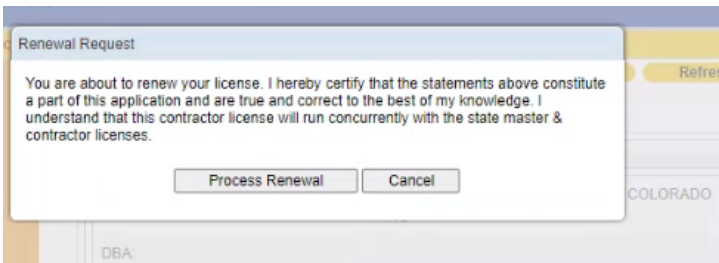 Renewal Request
Refres
You are about to renew your license. I hereby certify that the statements above constitute
a part of this application and are true and correct to the best of my knowledge. I
understand that this contractor license will run concurrently with the state master &
contractor licenses.
Process Renewal Cancel
COLORADO
DBA: